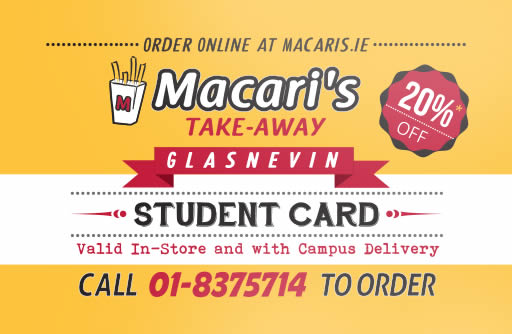 ORDER ONLINE AT MACARIS.IE
M
Macari's
TAKE-AWAY
20%*
OFF
GLASNEVIN
STUDENT CARD
Valid In-Store and with Campus Delivery
CALL 01-8375714 TO ORDER